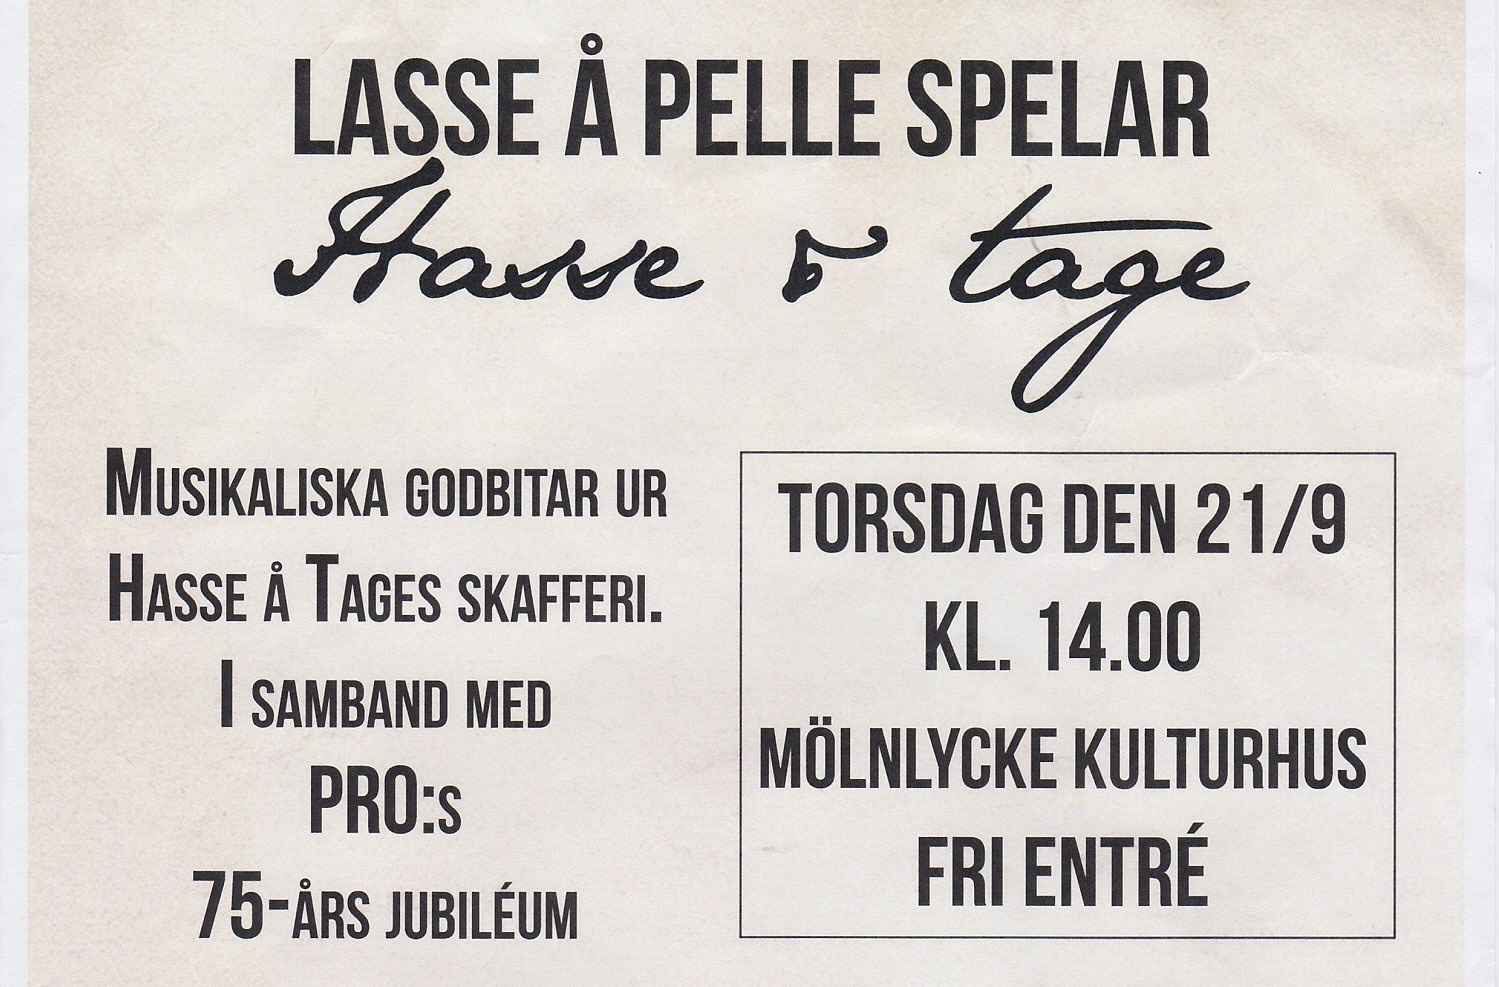 LASSE Å PELLE SPELAR
Hasse & tage
MUSIKALISKA GODBITAR UR
HASSE Å TAGES SKAFFERI.
I SAMBAND MED
PRO:S
75-ÅRS JUBILÉUM
TORSDAG DEN 21/9
KL. 14.00
MÖLNLYCKE KULTURHUS
FRI ENTRÉ